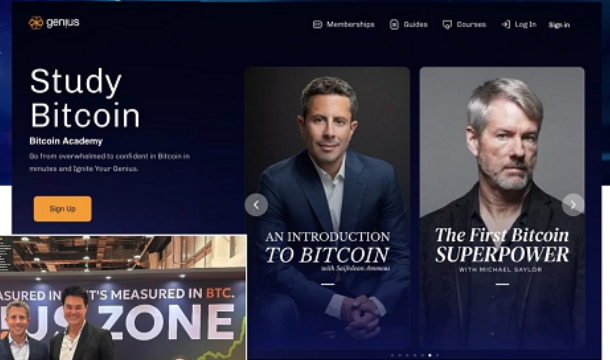 genius
Memberships
Guides
Courses
Log In
Sign in
Study
Bitcoin
Bitcoin Academy
Go from overwhelmed to confident in Bitcoin in
minutes and Ignite Your Genius.
Sign Up
AN INTRODUCTION
TO BITCOIN
with Saifedean Ammous
The First Bitcoin
SUPERPOWER
WITH MICHAEL SAYLOR
ASURED IN
T'S MEASURED IN BTC.
US ZONE